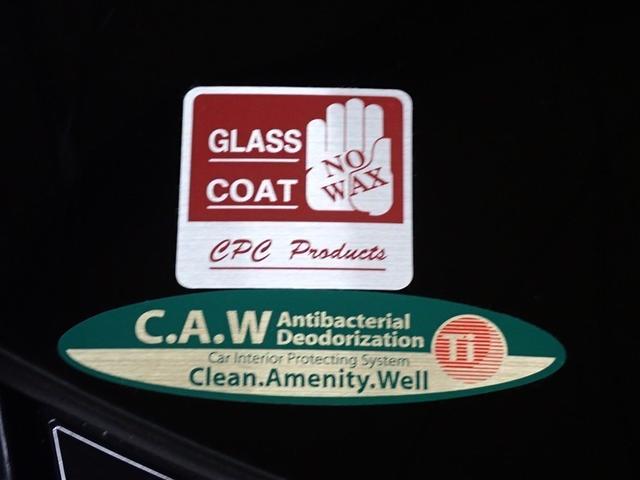 GLASS
COAT
NO
WAX
CPC Products
C.A.W Antibacterial
Deodorization
Ti
Car Interior Protecting System
Clean.Amenity.Well